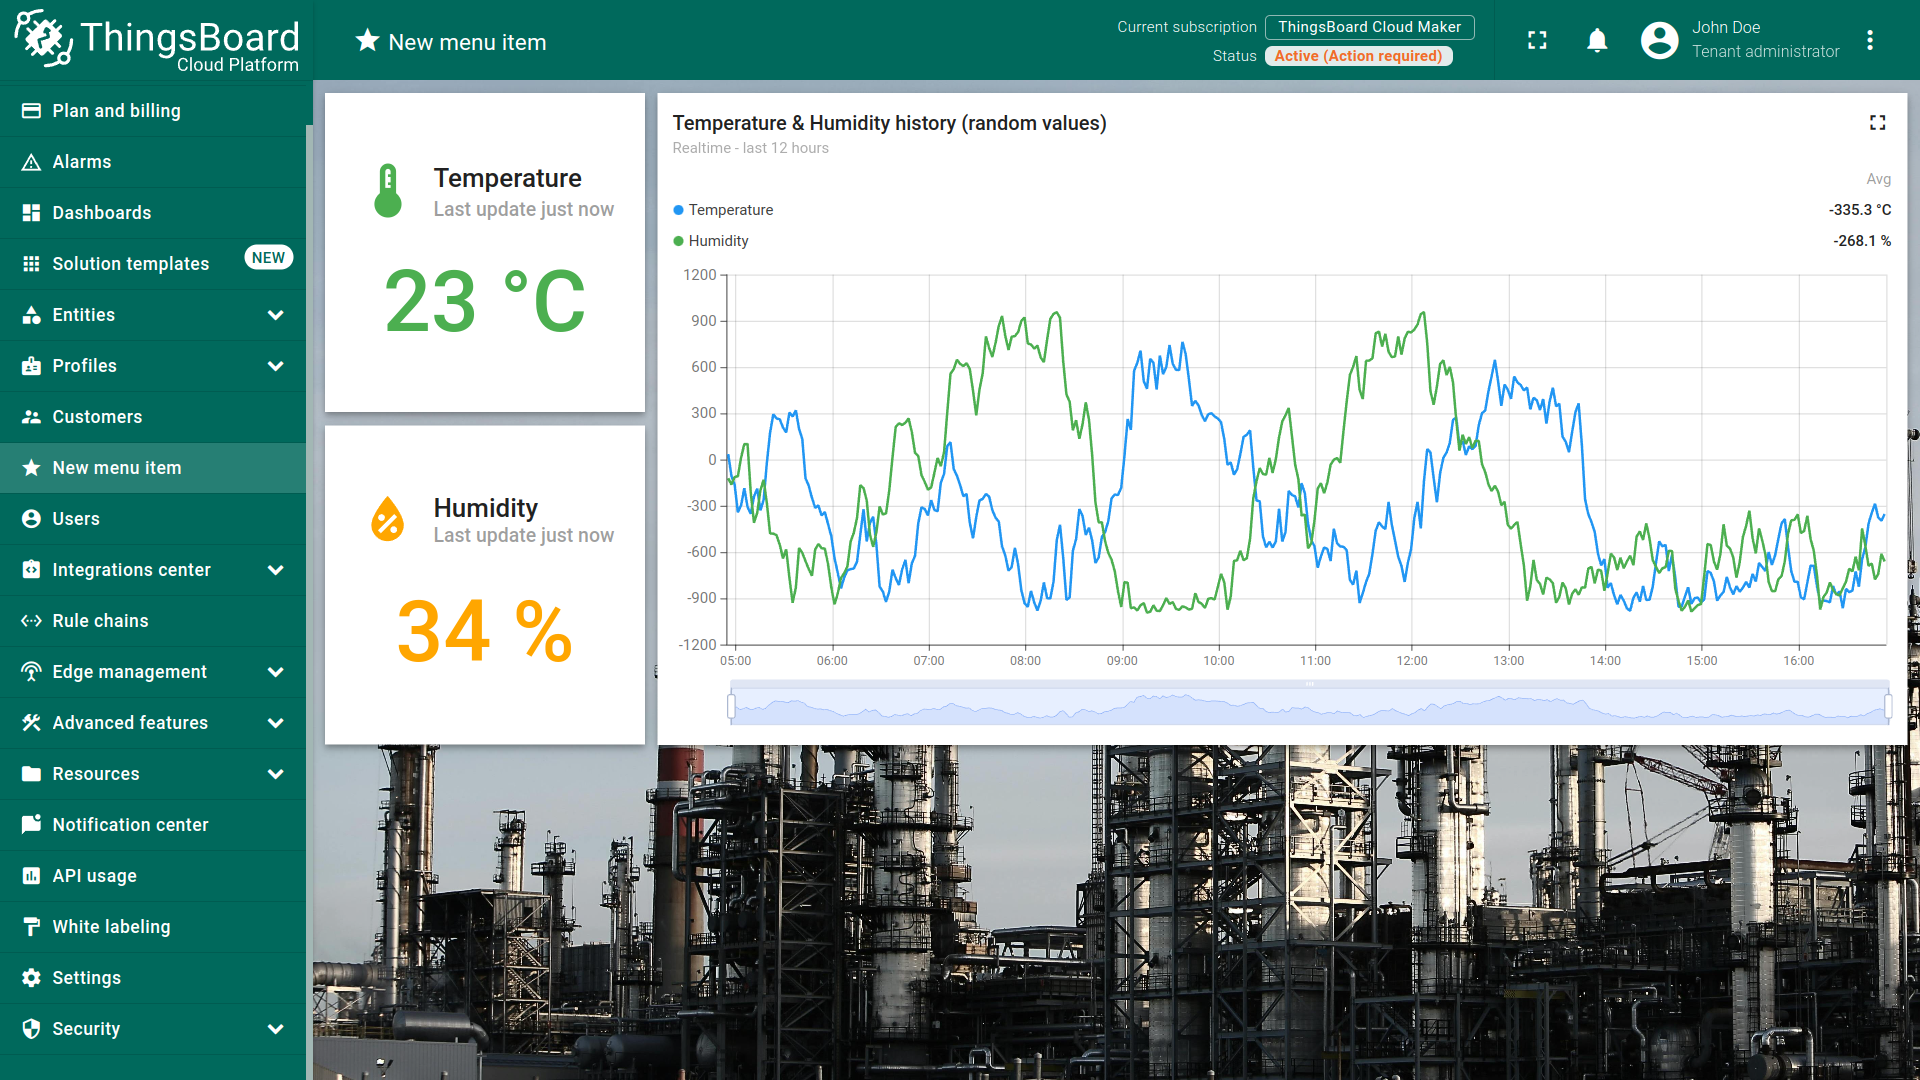 ThingsBoard
Cloud Platform
New menu item
Current subscription
ThingsBoard Cloud Maker
Status
Active (Action required)
John Doe
Tenant administrator
Plan and billing
Alarms
Dashboards
Solution templates
NEW
Entities
Profiles
Customers
New menu item
Users
Integrations center
Rule chains
Edge management
Advanced features
Resources
Notification center
API usage
White labeling
Settings
Security
Temperature
Last update just now
23 °C
Humidity
Last update just now
34 %
Temperature & Humidity history (random values)
Realtime - last 12 hours
Avg
Temperature
-335.3 °C
Humidity
-268.1 %
1200
900
600
300
0
-300
-600
-900
-1200
05:00 06:00 07:00 08:00 09:00 10:00 11:00 12:00 13:00 14:00 15:00 16:00